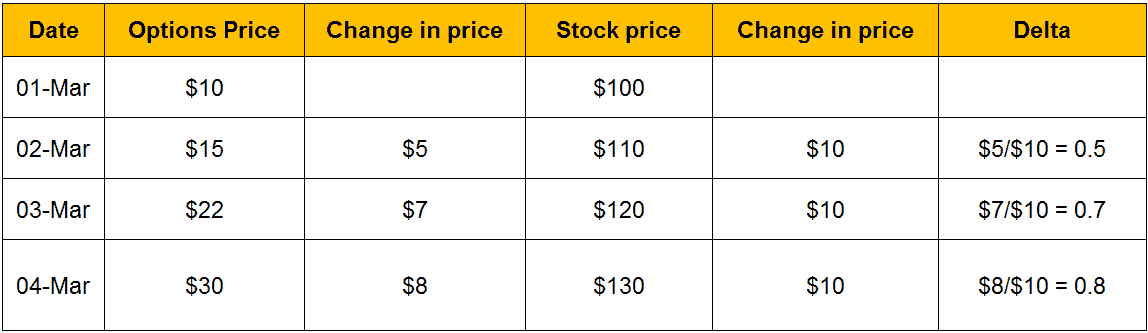 Date Options Price Change in price Stock price Change in price Delta
01-Mar $10 $100
02-Mar $15 $5 $110 $10 $5/$10 = 0.5
03-Mar $22 $7 $120 $10 $7/$10 = 0.7
04-Mar $30 $8 $130 $10 $8/$10 = 0.8